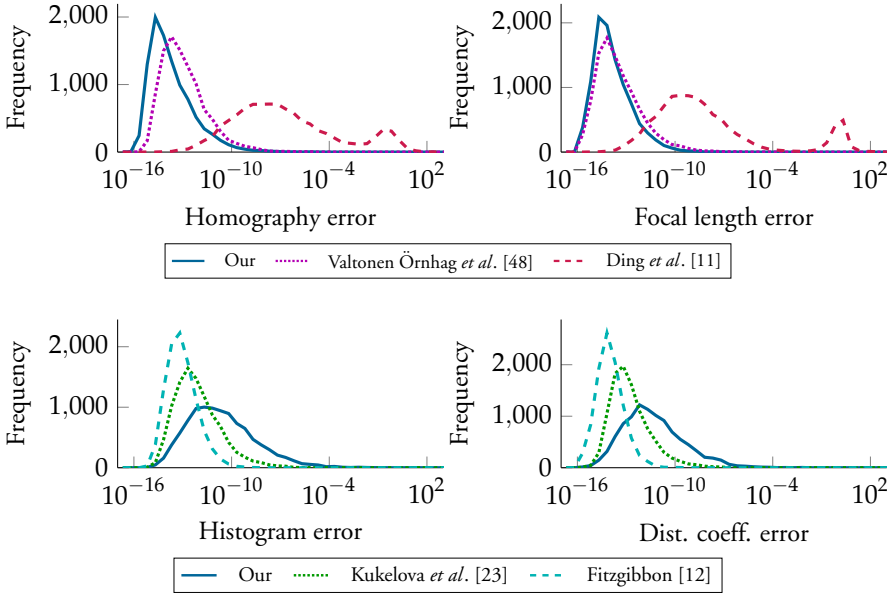 Frequency
2,000
1,000
0
10^-16
10^-10
10^-4
10^2
Homography error
Frequency
2,000
1,000
0
10^-16
10^-10
10^-4
10^2
Focal length error
Our
Valtonen Örnhag et al. [48]
Ding et al. [11]
Frequency
2,000
1,000
0
10^-16
10^-10
10^-4
10^2
Histogram error
Frequency
2,000
1,000
0
10^-16
10^-10
10^-4
10^2
Dist. coeff. error
Our
Kukelova et al. [23]
Fitzgibbon [12]